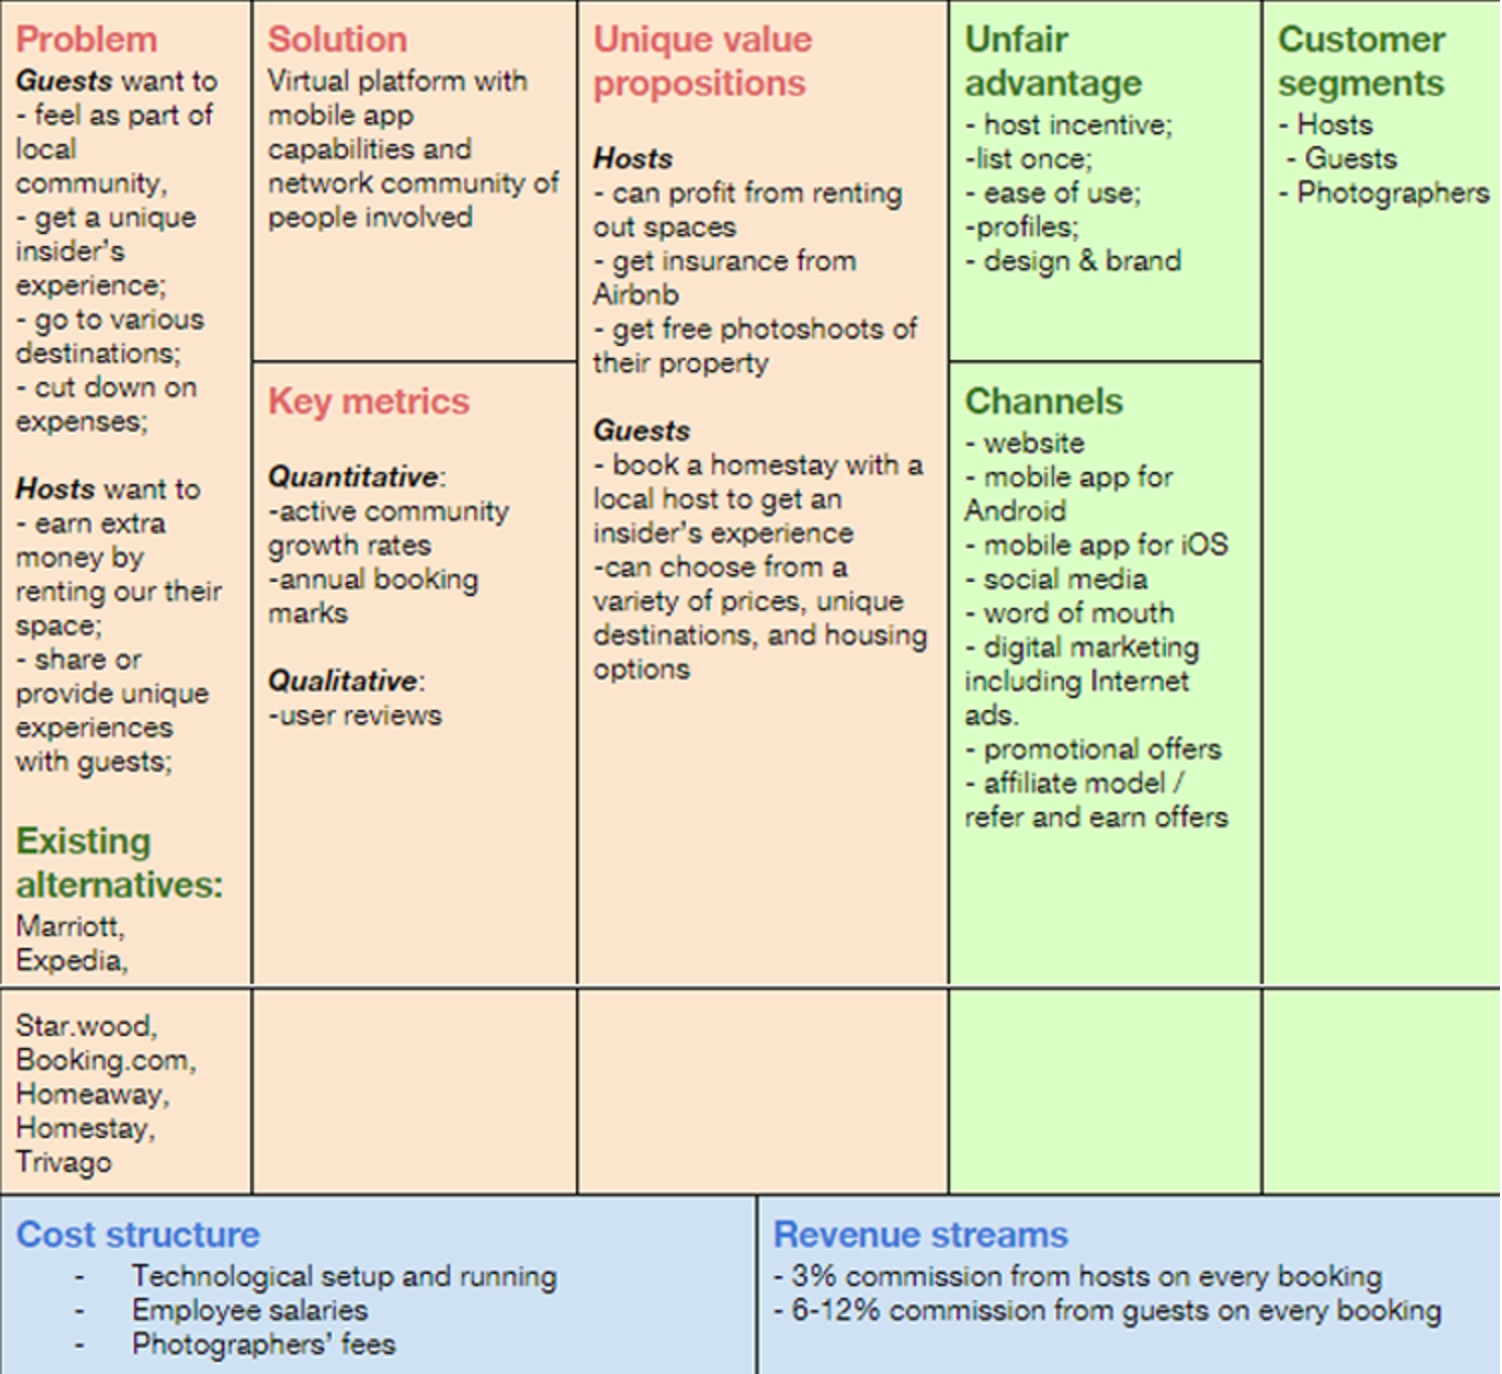 Problem
Guests want to
- feel as part of
local
community,
- get a unique
insider's
experience;
- go to various
destinations;
- cut down on
expenses;
Hosts want to
- earn extra
money by
renting our their
space;
- share or
provide unique
experiences
with guests;
Existing
alternatives:
Marriott,
Expedia,
Star.wood,
Booking.com,
Homeaway,
Homestay,
Trivago
Solution
Virtual platform with
mobile app
capabilities and
network community of
people involved
Key metrics
Quantitative:
-active community
growth rates
-annual booking
marks
Qualitative:
-user reviews
Unique value
propositions
Hosts
- can profit from renting
out spaces
- get insurance from
Airbnb
- get free photoshoots of
their property
Guests
- book a homestay with a
local host to get an
insider's experience
-can choose from a
variety of prices, unique
destinations, and housing
options
Unfair
advantage
- host incentive;
-list once;
- ease of use;
-profiles;
- design & brand
Channels
- website
- mobile app for
Android
- mobile app for iOS
- social media
- word of mouth
- digital marketing
including Internet
ads.
- promotional offers
- affiliate model /
refer and earn offers
Customer
segments
- Hosts
- Guests
- Photographers
Cost structure
- Technological setup and running
- Employee salaries
- Photographers' fees
Revenue streams
- 3% commission from hosts on every booking
- 6-12% commission from guests on every booking